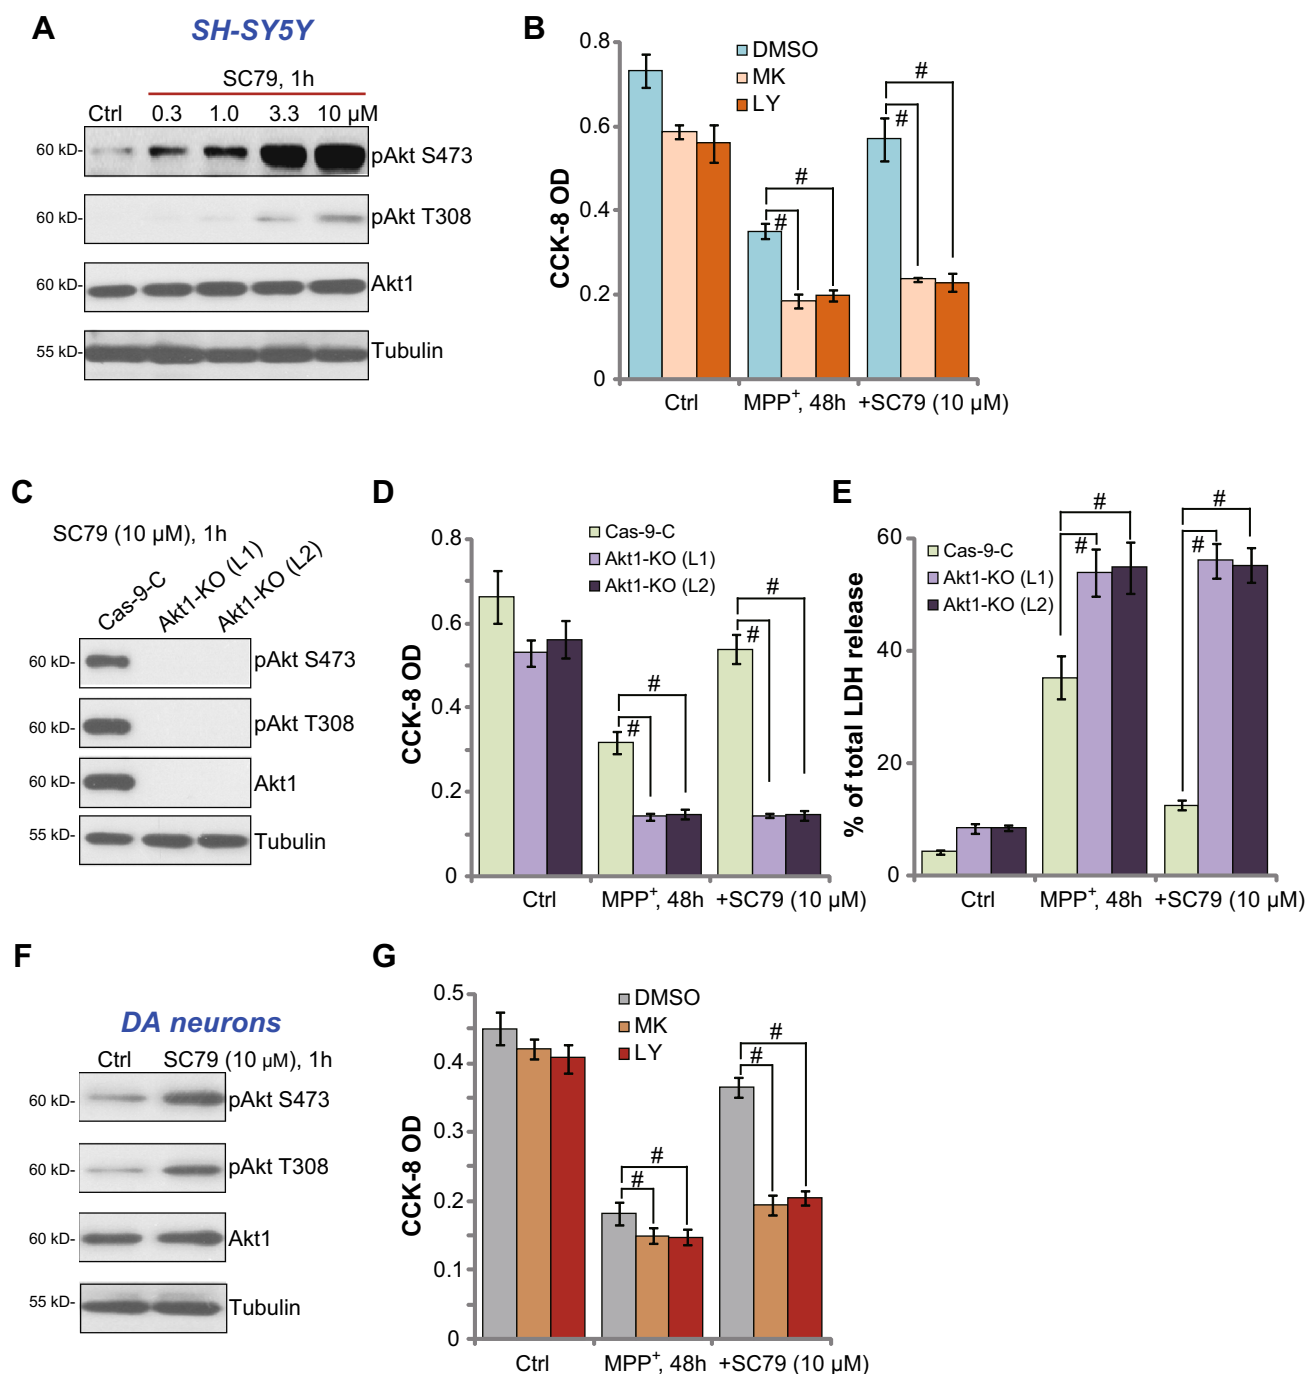 A
SH-SY5Y
SC79, 1h
Ctrl 0.3 1.0 3.3 10 µM
60 kD- pAkt S473
60 kD- pAkt T308
60 kD- Akt1
55 kD- Tubulin
B
DMSO
MK
LY
CCK-8 OD
0.8
0.6
0.4
0.2
0
# #
# #
# #
Ctrl MPP+, 48h +SC79 (10 µM)
C
SC79 (10 µM), 1h
Cas-9-C Akt1-KO (L1) Akt1-KO (L2)
60 kD- pAkt S473
60 kD- pAkt T308
60 kD- Akt1
55 kD- Tubulin
D
Cas-9-C
Akt1-KO (L1)
Akt1-KO (L2)
CCK-8 OD
0.8
0.6
0.4
0.2
0
# #
# #
Ctrl MPP+, 48h +SC79 (10 µM)
E
Cas-9-C
Akt1-KO (L1)
Akt1-KO (L2)
% of total LDH release
60
40
20
0
# #
# #
Ctrl MPP+, 48h +SC79 (10 µM)
F
DA neurons
Ctrl SC79 (10 µM), 1h
60 kD- pAkt S473
60 kD- pAkt T308
60 kD- Akt1
55 kD- Tubulin
G
DMSO
MK
LY
CCK-8 OD
0.5
0.4
0.3
0.2
0.1
0
# #
# #
Ctrl MPP+, 48h +SC79 (10 µM)